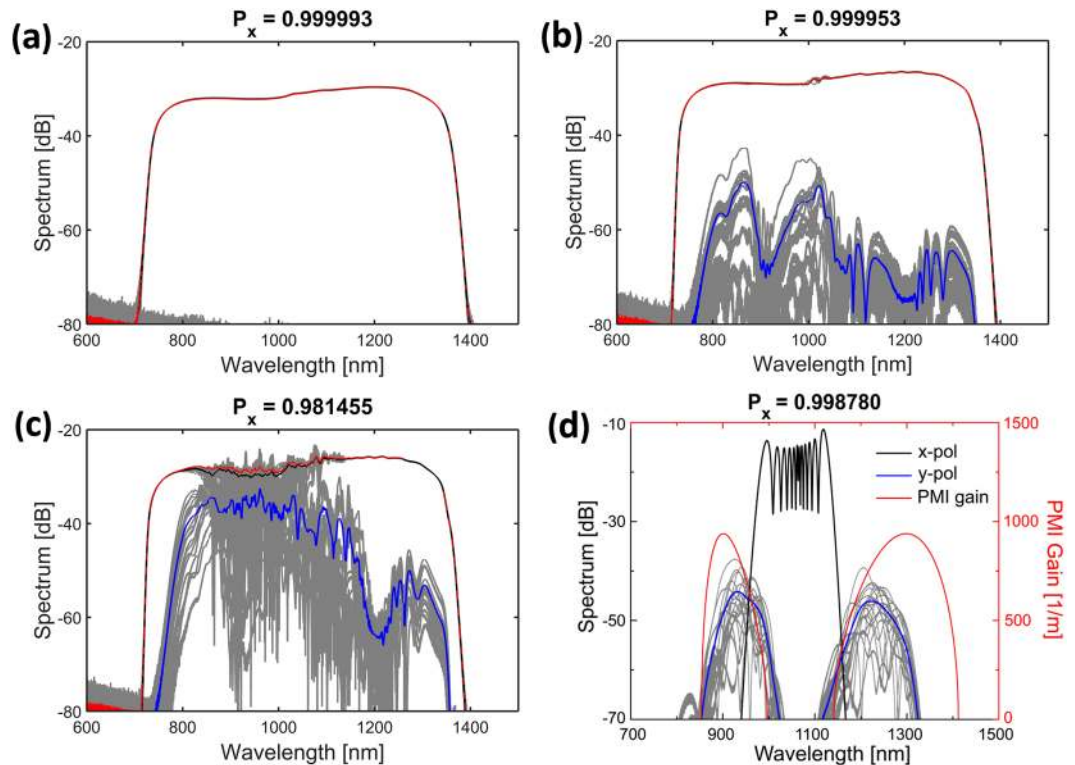 (a)
P_x = 0.999993
Spectrum [dB]
-20
-40
-60
-80
600 800 1000 1200 1400
Wavelength [nm]
(b)
P_x = 0.999953
Spectrum [dB]
-20
-40
-60
-80
600 800 1000 1200 1400
Wavelength [nm]
(c)
P_x = 0.981455
Spectrum [dB]
-20
-40
-60
-80
600 800 1000 1200 1400
Wavelength [nm]
(d)
P_x = 0.998780
Spectrum [dB]
-10
-30
-50
-70
x-pol
y-pol
PMI gain
1500
1000
500
0
PMI Gain [1/m]
700 900 1100 1300 1500
Wavelength [nm]